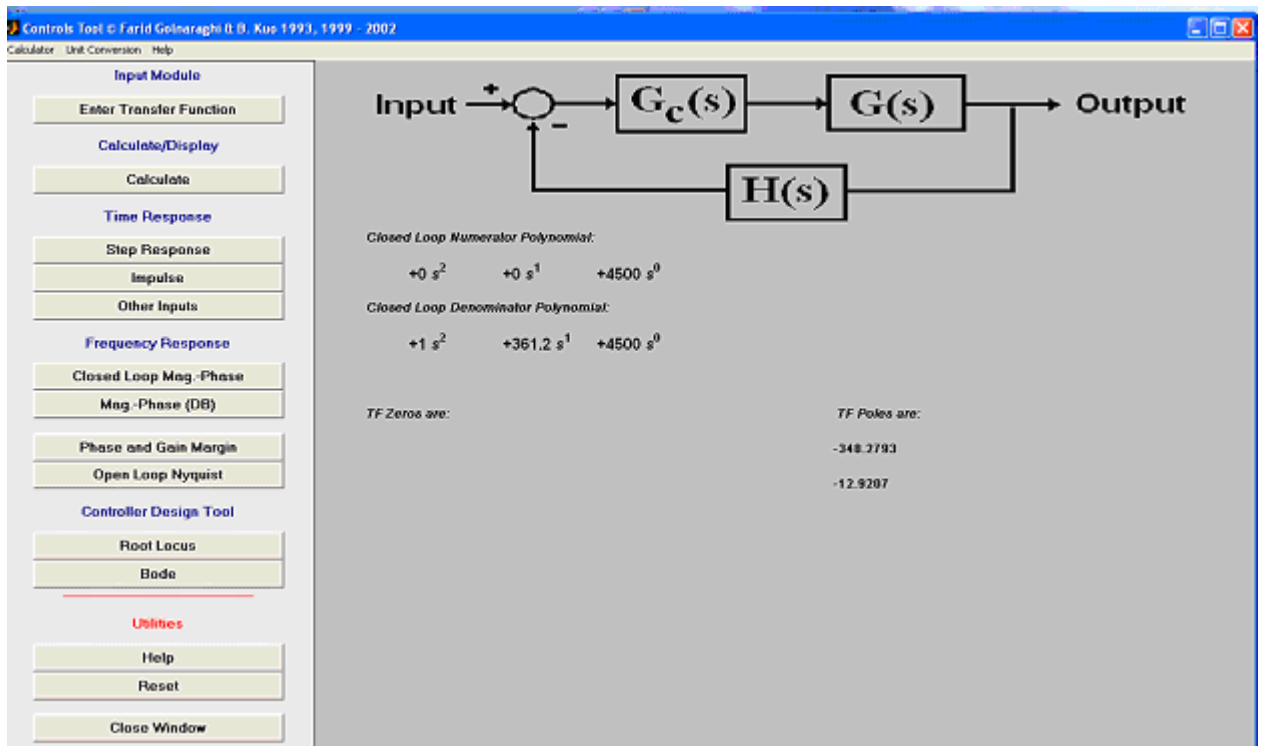 Controls Tool © Farid Golnaraghi & B. Kuo 1993, 1999 - 2002
Calculator Unit Conversion Help
Input Module
Enter Transfer Function
Calculate/Display
Calculate
Time Response
Step Response
Impulse
Other Inputs
Frequency Response
Closed Loop Mag.-Phase
Mag.-Phase (DB)
Phase and Gain Margin
Open Loop Nyquist
Controller Design Tool
Root Locus
Bode
Utilities
Help
Reset
Close Window
Input + - Gc(s) G(s) Output
H(s)
Closed Loop Numerator Polynomial:
+0 s² +0 s¹ +4500 s⁰
Closed Loop Denominator Polynomial:
+1 s² +361.2 s¹ +4500 s⁰
TF Zeros are: TF Poles are:
-348.2793
-12.9207